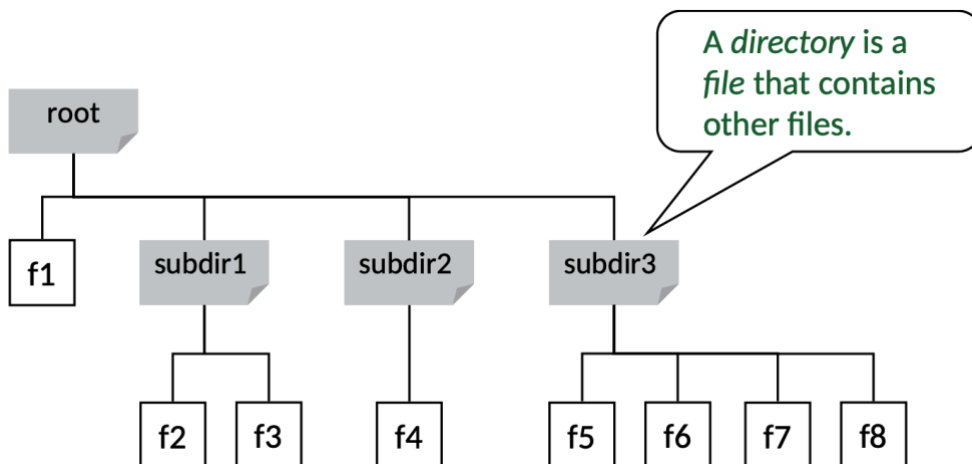 A directory is a
file that contains
other files.
root
f1
subdir1
subdir2
subdir3
f2
f3
f4
f5
f6
f7
f8